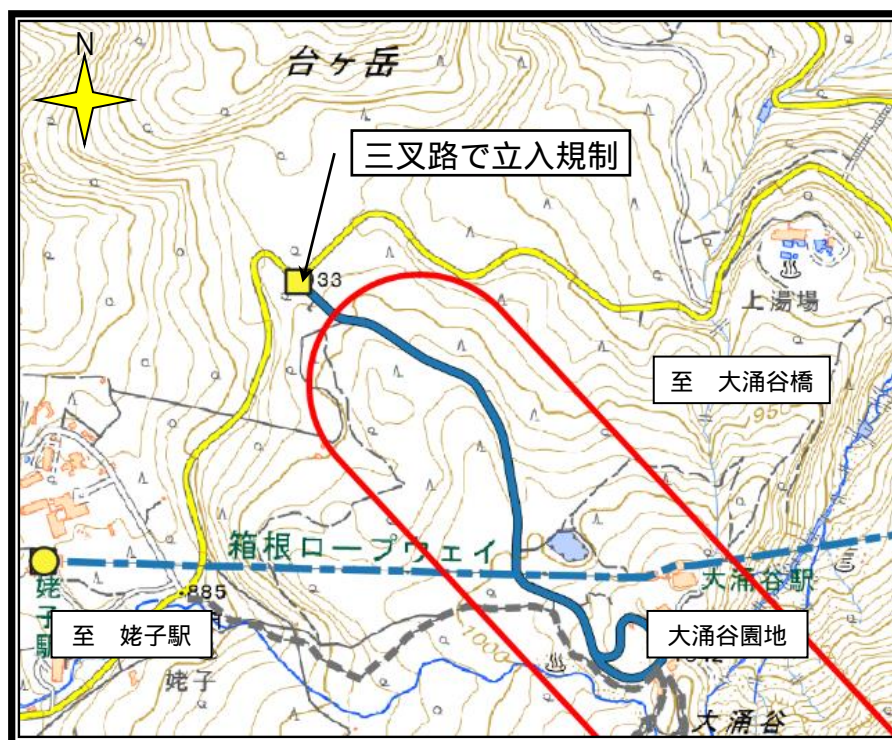 N
台ヶ岳
三叉路で立入規制
33
上湯場
至 大涌谷橋
950
箱根ロープウェイ
大涌谷駅
姥子駅
885
至 姥子駅
大涌谷園地
1000
姥子
大涌谷